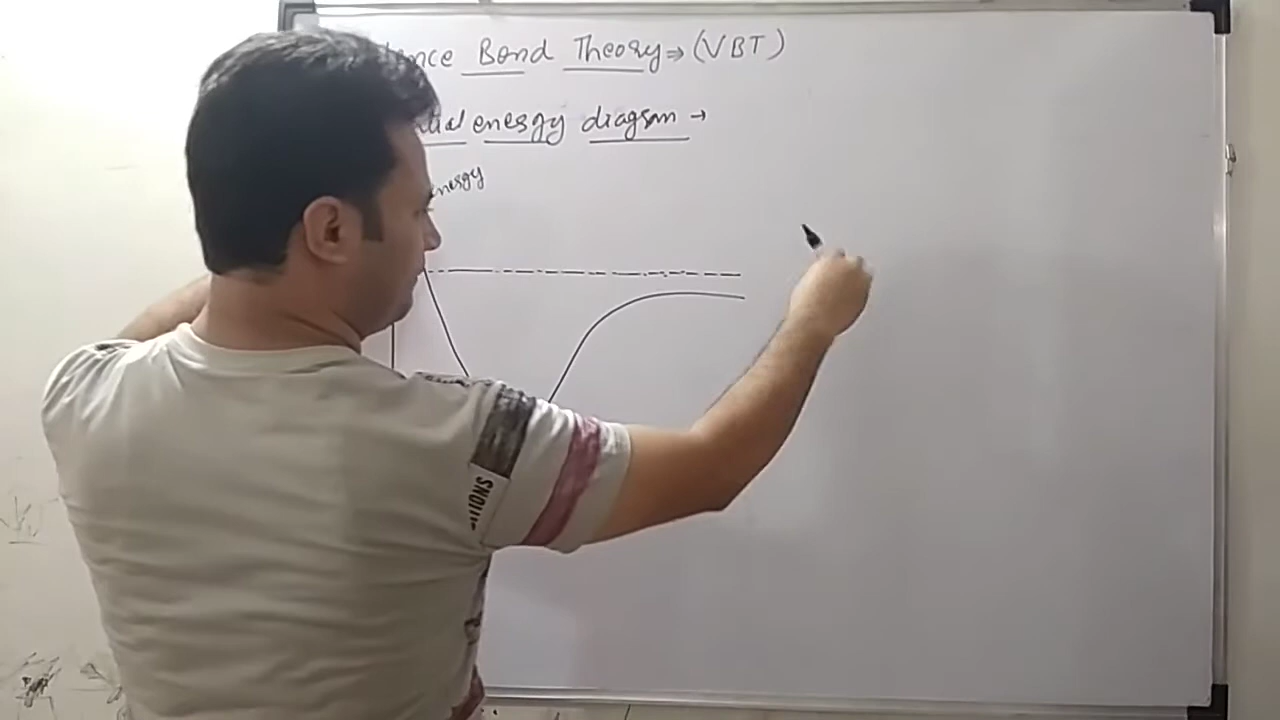 Bond Theory ⇒ (VBT)
energy diagram →
energy